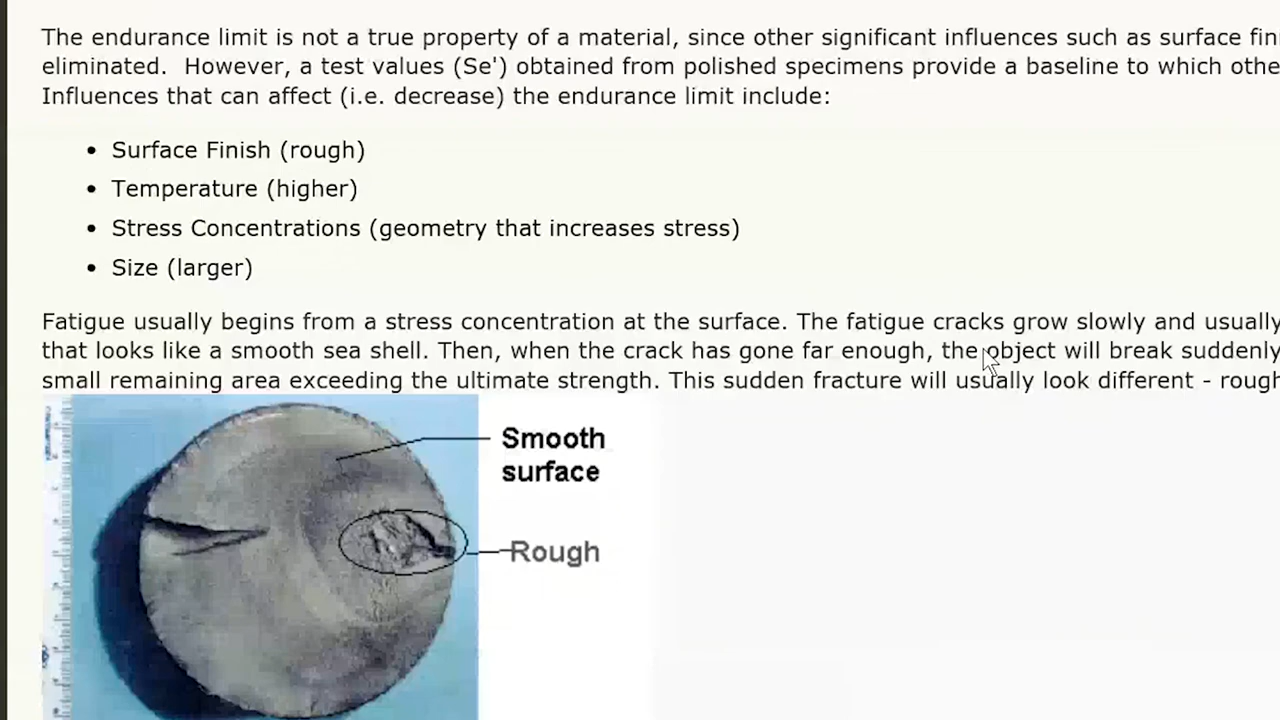 The endurance limit is not a true property of a material, since other significant influences such as surface fin
eliminated.  However, a test values (Se') obtained from polished specimens provide a baseline to which othe
Influences that can affect (i.e. decrease) the endurance limit include:
• Surface Finish (rough)
• Temperature (higher)
• Stress Concentrations (geometry that increases stress)
• Size (larger)
Fatigue usually begins from a stress concentration at the surface. The fatigue cracks grow slowly and usually
that looks like a smooth sea shell. Then, when the crack has gone far enough, the object will break suddenly
small remaining area exceeding the ultimate strength. This sudden fracture will usually look different - rough
Smooth
surface
Rough